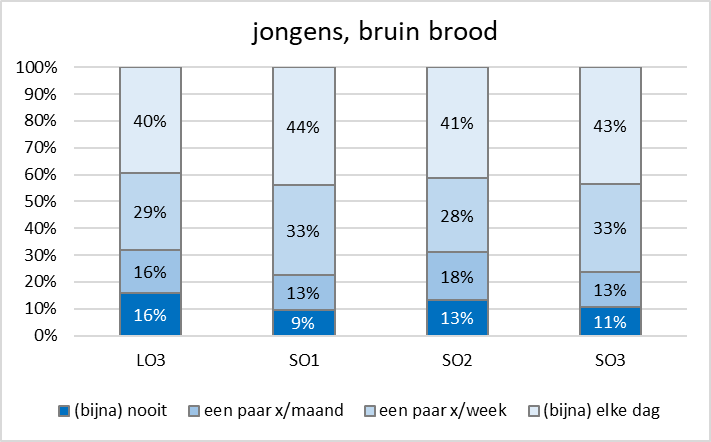 jongens, bruin brood
100%
90%
80%
70%
60%
50%
40%
30%
20%
10%
0%
40% 44% 41% 43%
29% 33% 28% 33%
16% 13% 18% 13%
16% 9% 13% 11%
LO3 SO1 SO2 SO3
(bijna) nooit een paar x/maand een paar x/week (bijna) elke dag